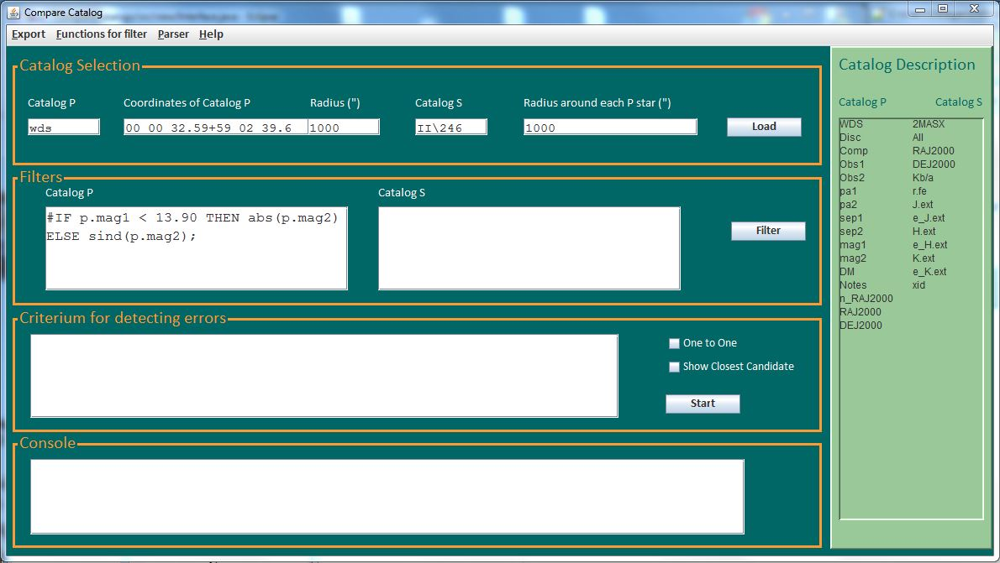 Compare Catalog
Export Functions for filter Parser Help
Catalog Selection
Catalog P Coordinates of Catalog P Radius (") Catalog S Radius around each P star (")
wds 00 00 32.59+59 02 39.6 1000 II\246 1000 Load
Filters
Catalog P Catalog S
#IF p.mag1 < 13.90 THEN abs(p.mag2)
ELSE sind(p.mag2);
Filter
Criterium for detecting errors
One to One
Show Closest Candidate
Start
Console
Catalog Description
Catalog P Catalog S
WDS 2MASX
Disc All
Comp RAJ2000
Obs1 DEJ2000
Obs2 Kb/a
pa1 r.fe
pa2 J.ext
sep1 e_J.ext
sep2 H.ext
mag1 e_H.ext
mag2 K.ext
DM e_K.ext
Notes xid
n_RAJ2000
RAJ2000
DEJ2000